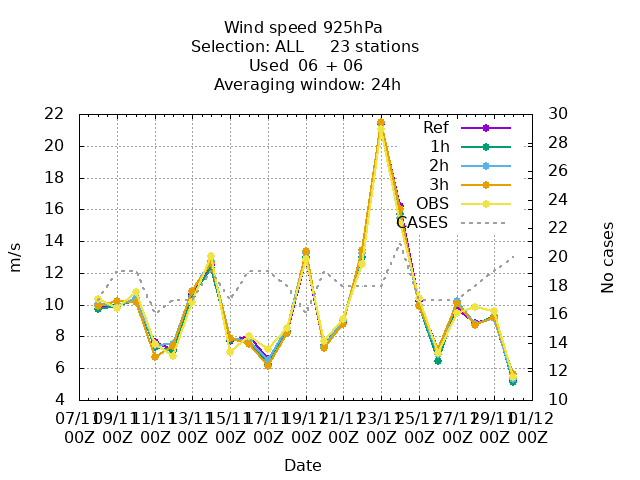 Wind speed 925hPa
Selection: ALL 23 stations
Used 06 + 06
Averaging window: 24h
22 30
20 28
18 26
16 24
14 22
12 20
10 18
8 16
6 14
4 12
10
Ref
1h
2h
3h
OBS
CASES
m/s
No cases
07/11 09/11 11/11 13/11 15/11 17/11 19/11 21/11 23/11 25/11 27/11 29/11 01/12
00Z 00Z 00Z 00Z 00Z 00Z 00Z 00Z 00Z 00Z 00Z 00Z 00Z
Date